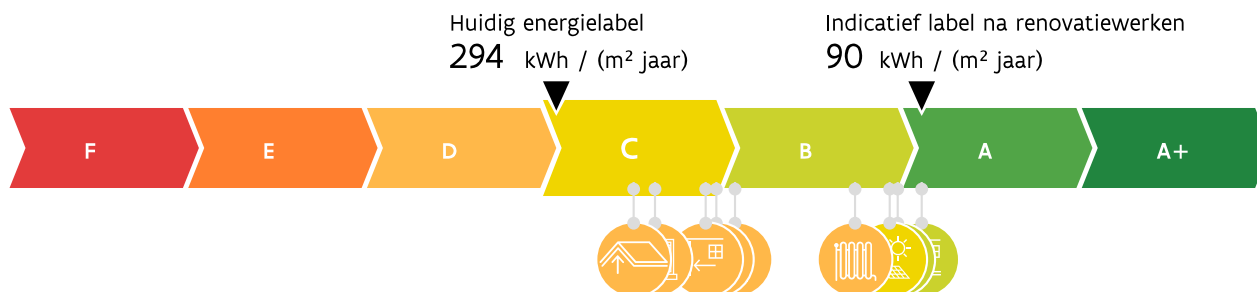 Huidig energielabel
294 kWh / (m² jaar)
Indicatief label na renovatiewerken
90 kWh / (m² jaar)
F E D C B A A+